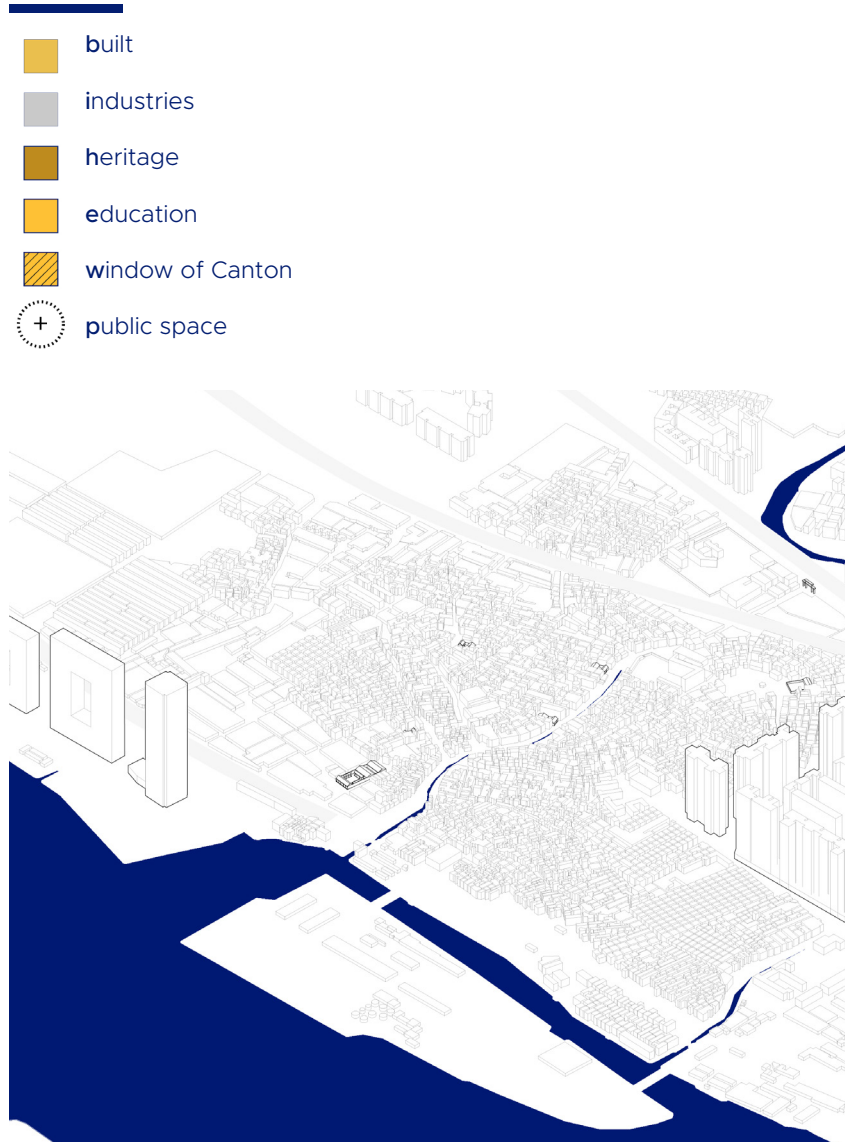 built
industries
heritage
education
window of Canton
public space